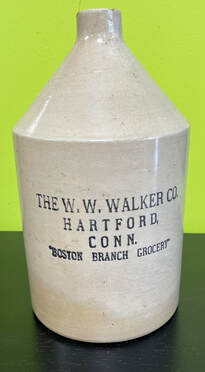 THE W. W. WALKER CO.
HARTFORD,
CONN.
"BOSTON BRANCH GROCERY"